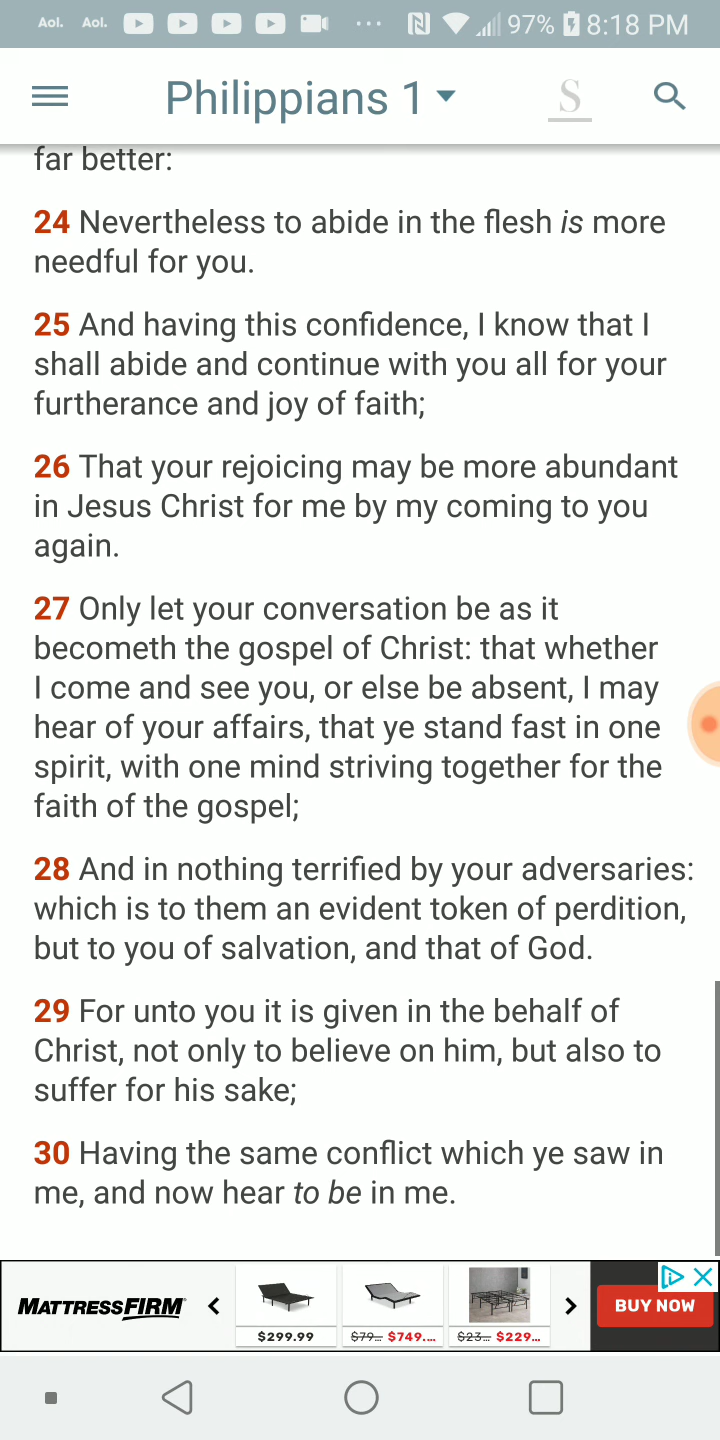 Aol. Aol. ... 97% 8:18 PM
Philippians 1 S
far better:
24 Nevertheless to abide in the flesh is more
needful for you.
25 And having this confidence, I know that I
shall abide and continue with you all for your
furtherance and joy of faith;
26 That your rejoicing may be more abundant
in Jesus Christ for me by my coming to you
again.
27 Only let your conversation be as it
becometh the gospel of Christ: that whether
I come and see you, or else be absent, I may
hear of your affairs, that ye stand fast in one
spirit, with one mind striving together for the
faith of the gospel;
28 And in nothing terrified by your adversaries:
which is to them an evident token of perdition,
but to you of salvation, and that of God.
29 For unto you it is given in the behalf of
Christ, not only to believe on him, but also to
suffer for his sake;
30 Having the same conflict which ye saw in
me, and now hear to be in me.
MATTRESSFIRM BUY NOW
$299.99 $79... $749.... $23... $229...